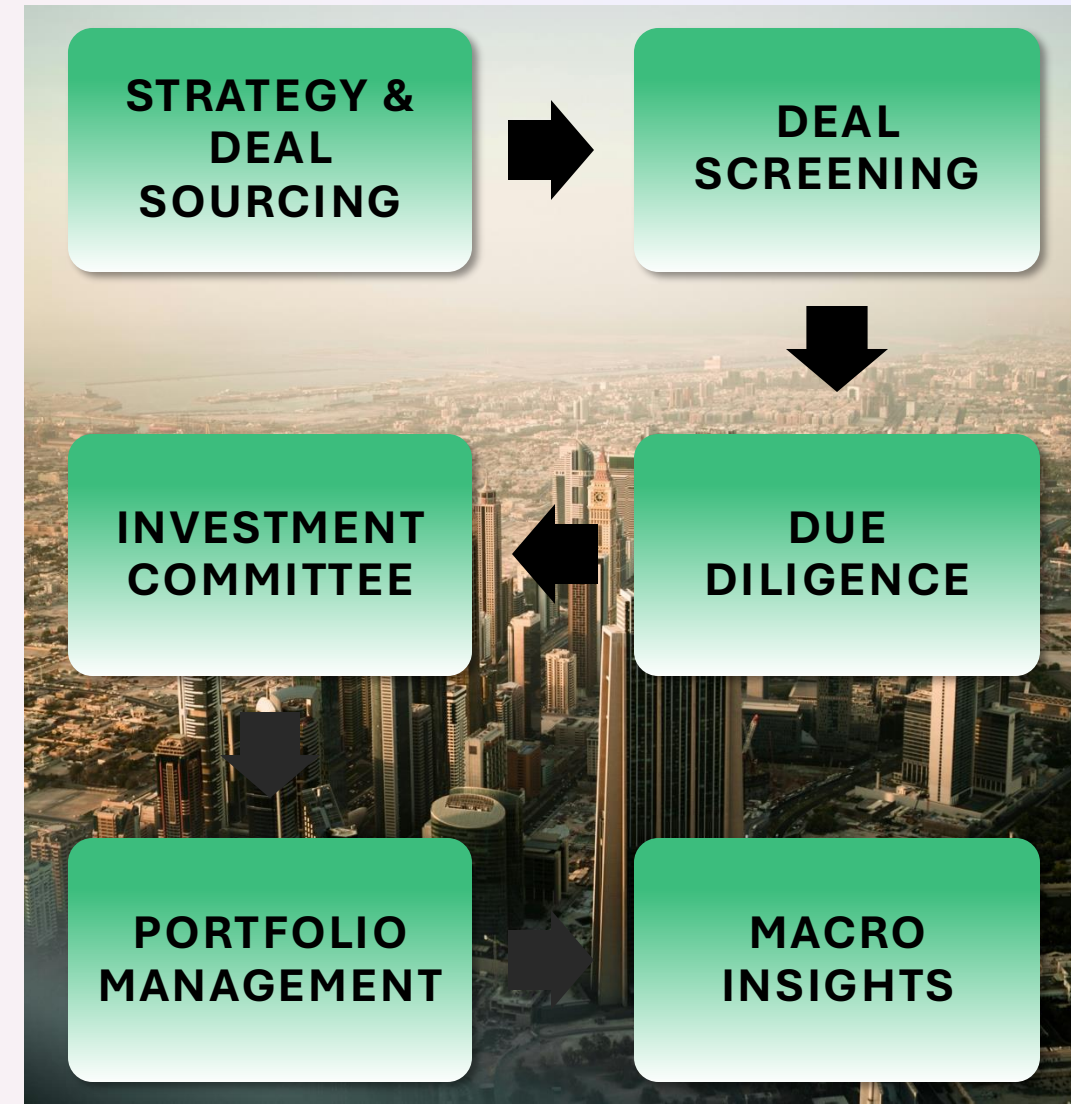 STRATEGY &
DEAL
SOURCING
DEAL
SCREENING
DUE
DILIGENCE
INVESTMENT
COMMITTEE
PORTFOLIO
MANAGEMENT
MACRO
INSIGHTS